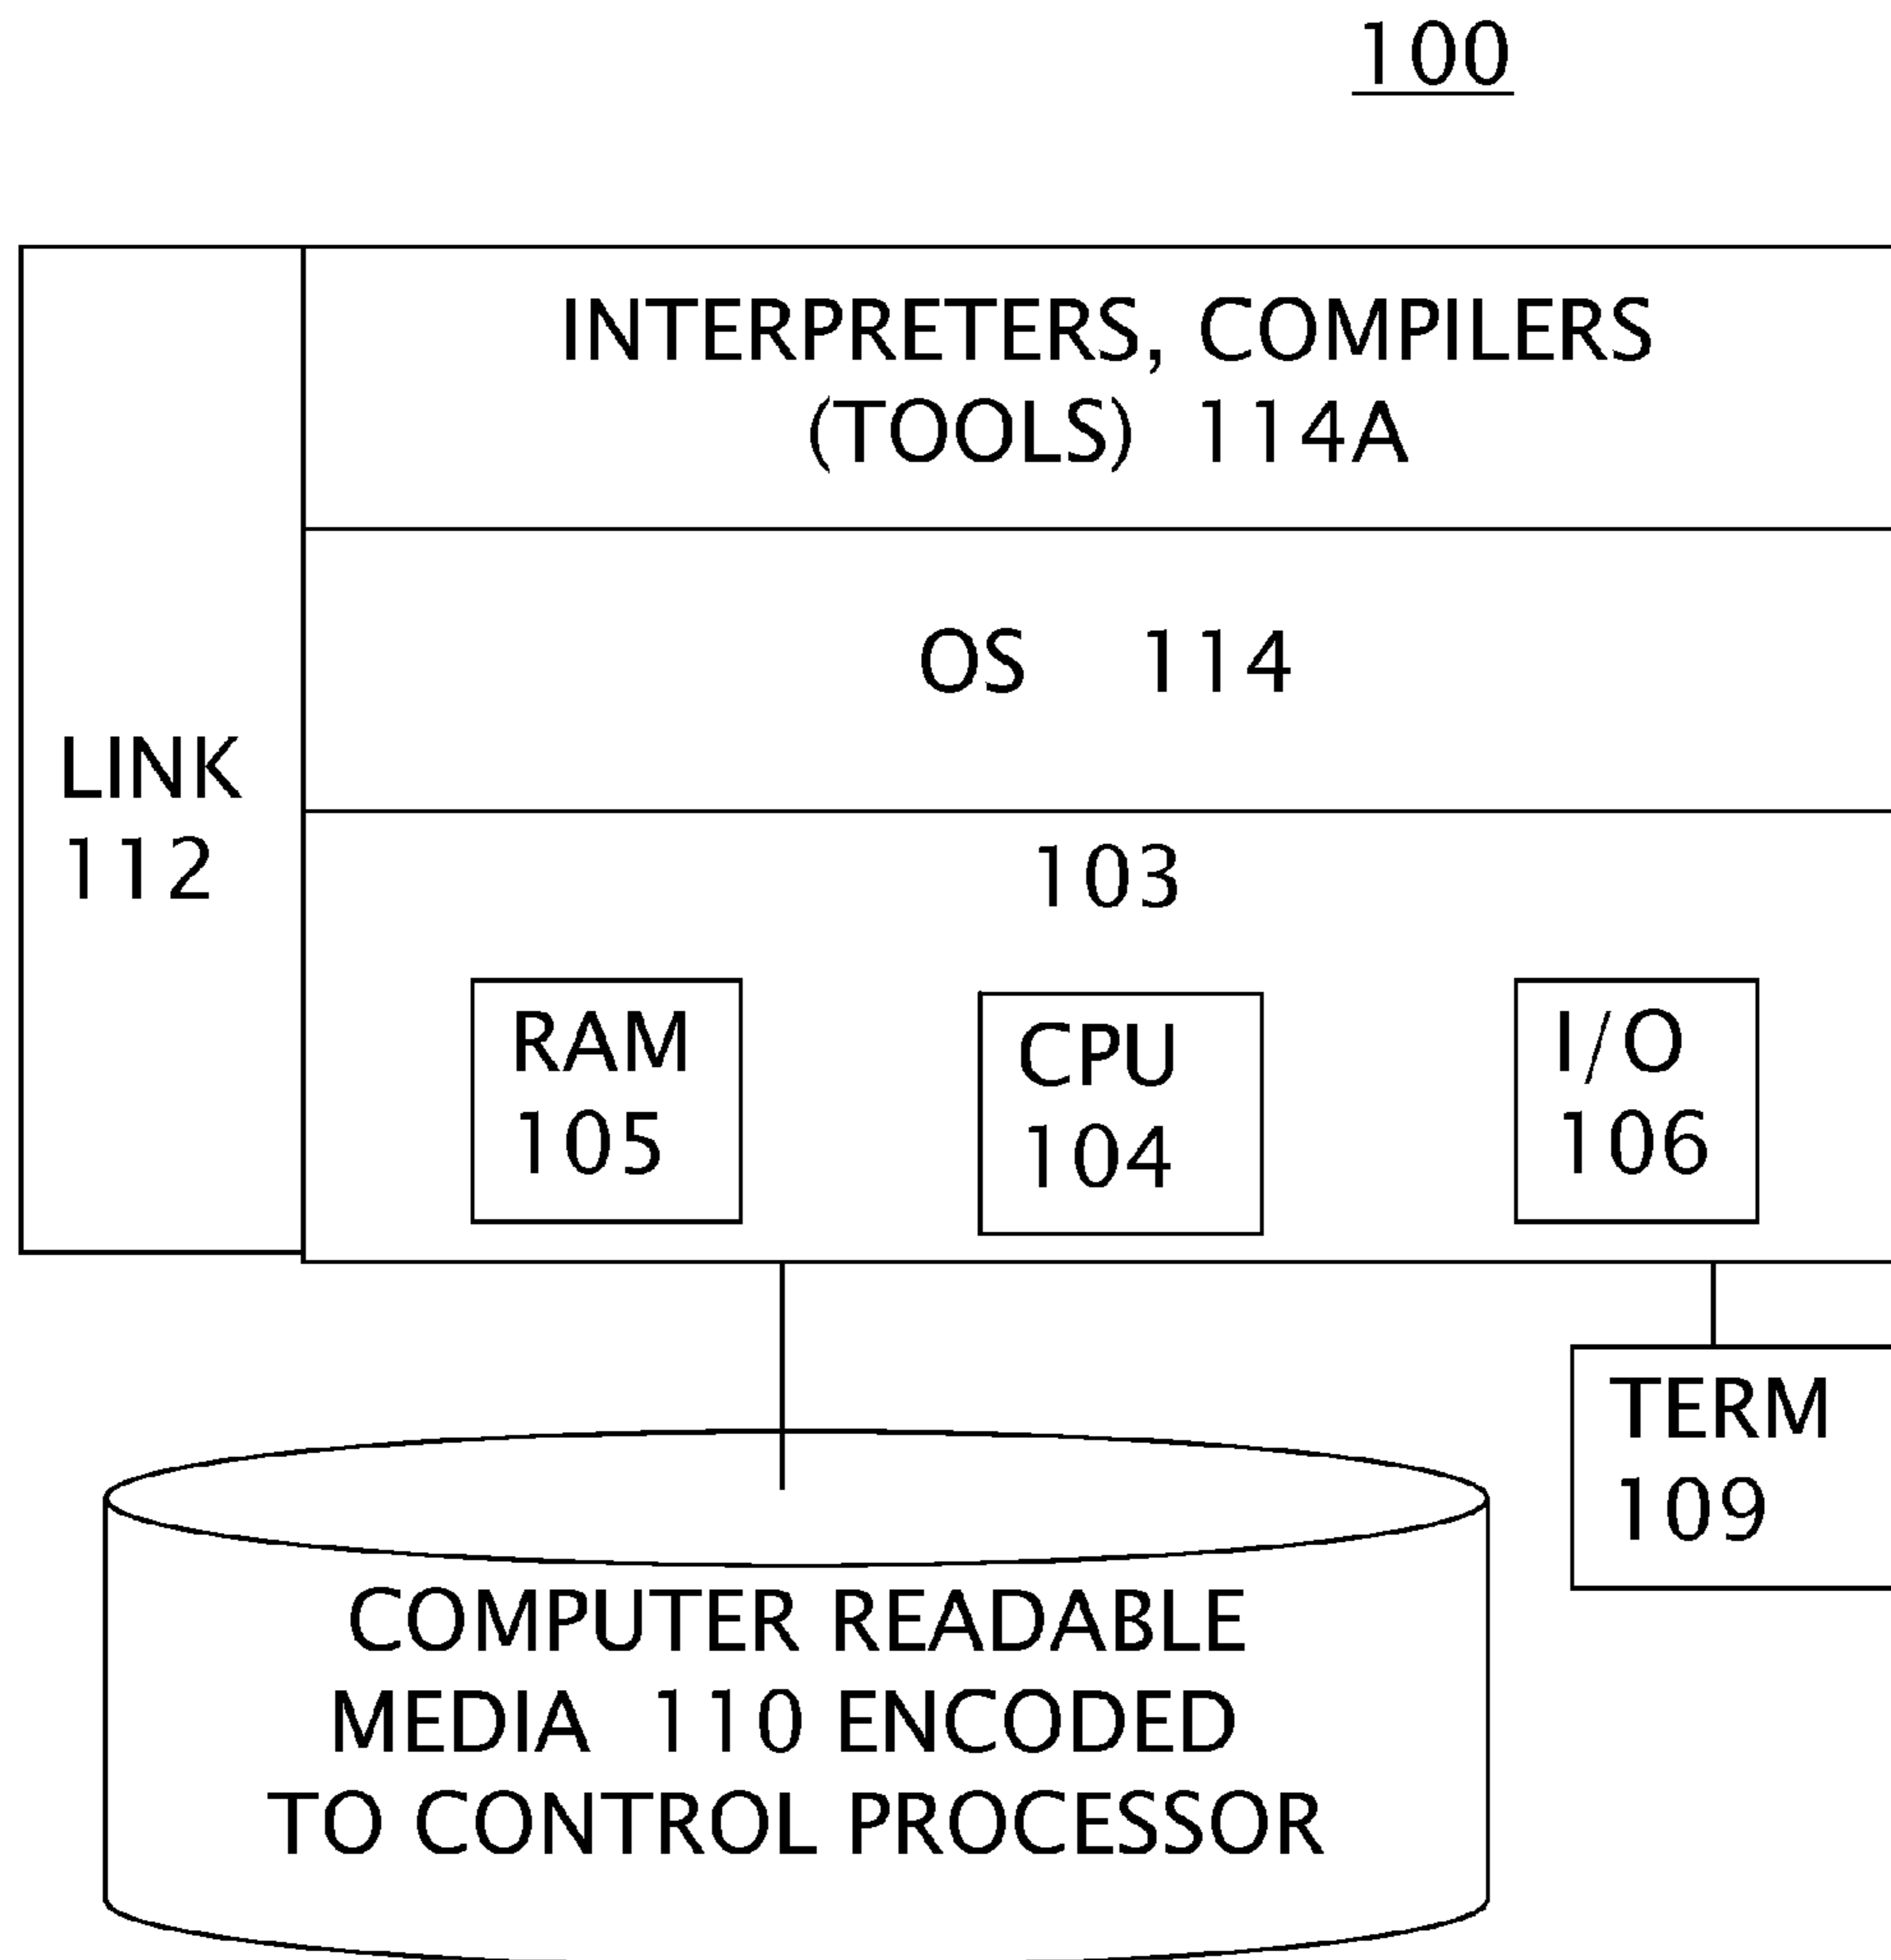 100
INTERPRETERS, COMPILERS
(TOOLS) 114A
OS 114
LINK
112
103
RAM
105
CPU
104
I/O
106
TERM
109
COMPUTER READABLE
MEDIA 110 ENCODED
TO CONTROL PROCESSOR